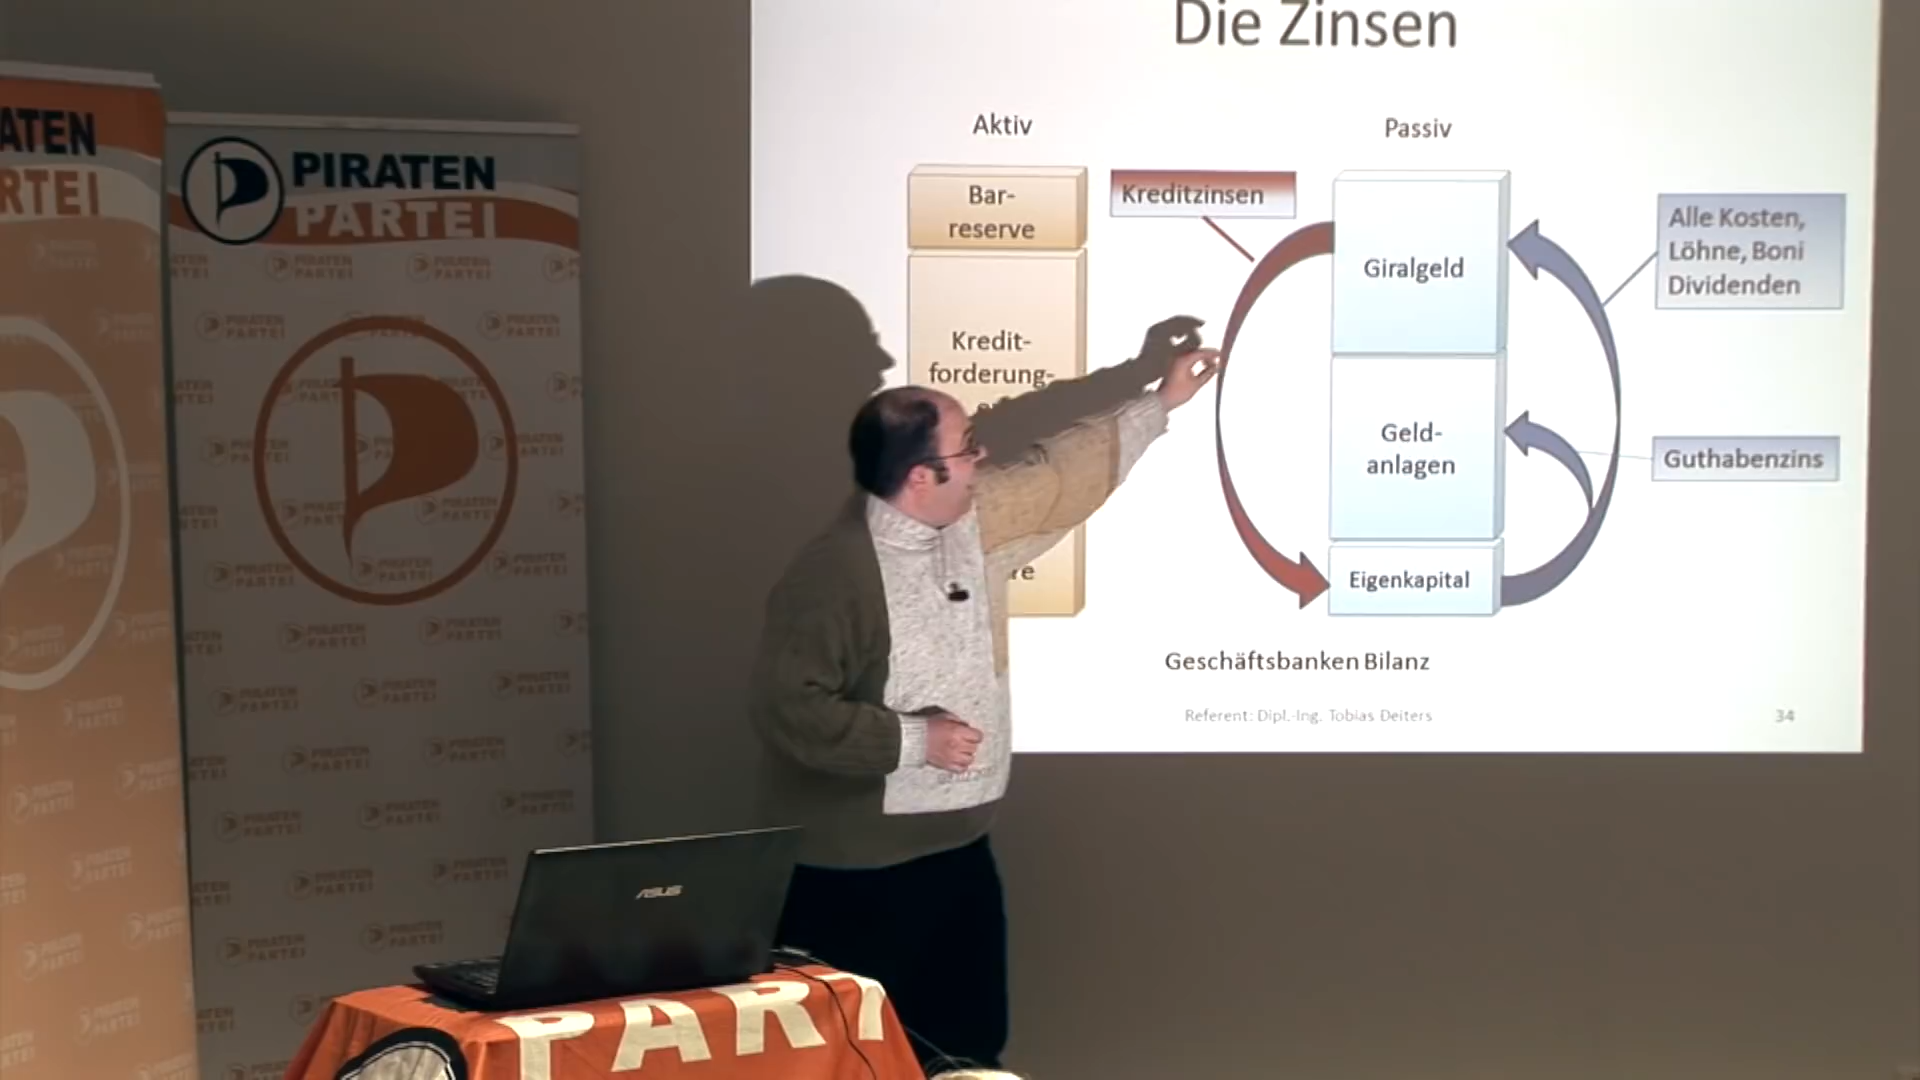 Die Zinsen
Aktiv
Passiv
Bar-
reserve
Kredit-
forderung-
re
Kreditzinsen
Giralgeld
Geld-
anlagen
Eigenkapital
Alle Kosten,
Löhne, Boni
Dividenden
Guthabenzins
Geschäftsbanken Bilanz
Referent: Dipl.-Ing. Tobias Deiters
34
ATEN
RTEI
PIRATEN
PARTEI
ASUS
PART